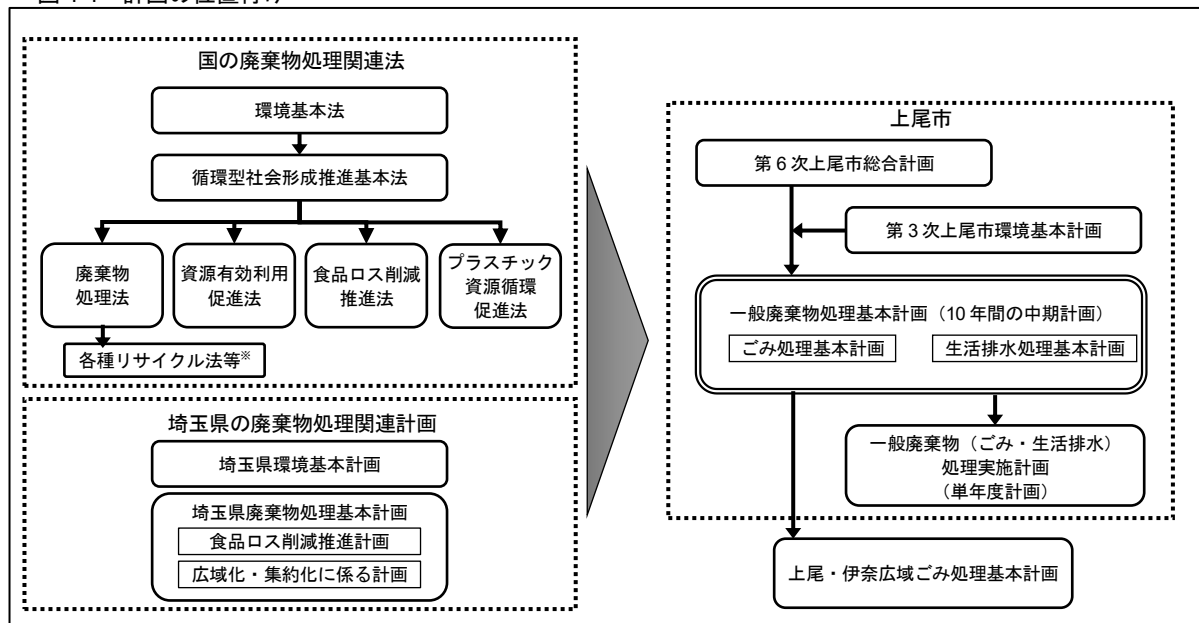 国の廃棄物処理関連法
環境基本法
循環型社会形成推進基本法
廃棄物
処理法
資源有効利用
促進法
食品ロス削減
推進法
プラスチック
資源循環
促進法
各種リサイクル法等※
埼玉県の廃棄物処理関連計画
埼玉県環境基本計画
埼玉県廃棄物処理基本計画
食品ロス削減推進計画
広域化・集約化に係る計画
上尾市
第6次上尾市総合計画
第3次上尾市環境基本計画
一般廃棄物処理基本計画（10年間の中期計画）
ごみ処理基本計画
生活排水処理基本計画
一般廃棄物（ごみ・生活排水）
処理実施計画
（単年度計画）
上尾・伊奈広域ごみ処理基本計画